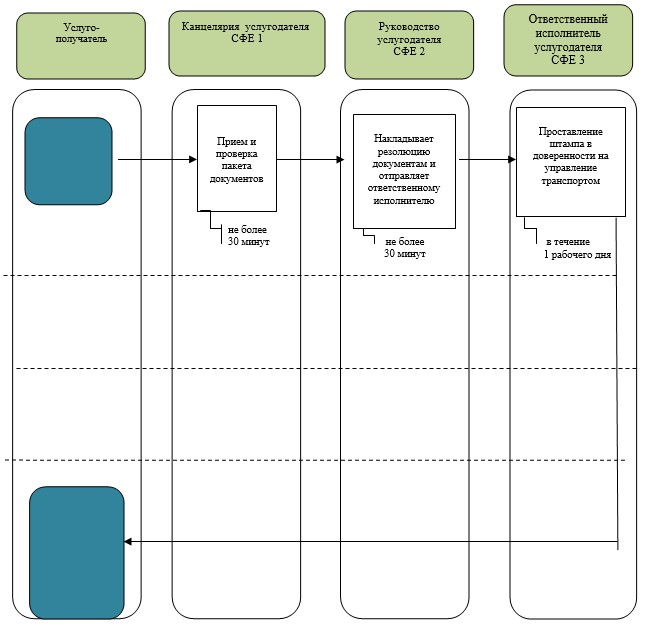 Услуго-
получатель
Канцелярия услугодателя
СФЕ 1
Руководство
услугодателя
СФЕ 2
Ответственный
исполнитель
услугодателя
СФЕ 3
Прием и
проверка
пакета
документов
не более
30 минут
Накладывает
резолюцию
документам и
отправляет
ответственному
исполнителю
не более
30 минут
Проставление
штампа в
доверенности на
управление
транспортом
в течение
1 рабочего дня